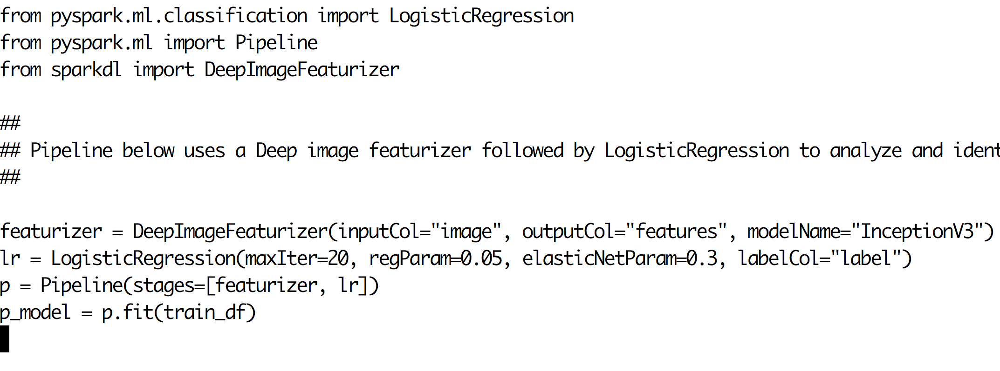 from pyspark.ml.classification import LogisticRegression
from pyspark.ml import Pipeline
from sparkdl import DeepImageFeaturizer
##
## Pipeline below uses a Deep image featurizer followed by LogisticRegression to analyze and ident
##
featurizer = DeepImageFeaturizer(inputCol="image", outputCol="features", modelName="InceptionV3")
lr = LogisticRegression(maxIter=20, regParam=0.05, elasticNetParam=0.3, labelCol="label")
p = Pipeline(stages=[featurizer, lr])
p_model = p.fit(train_df)